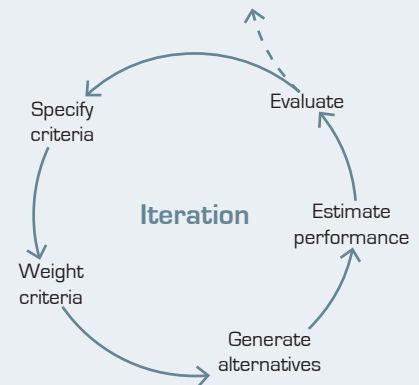 Evaluate
Specify
criteria
Iteration
Estimate
performance
Weight
criteria
Generate
alternatives